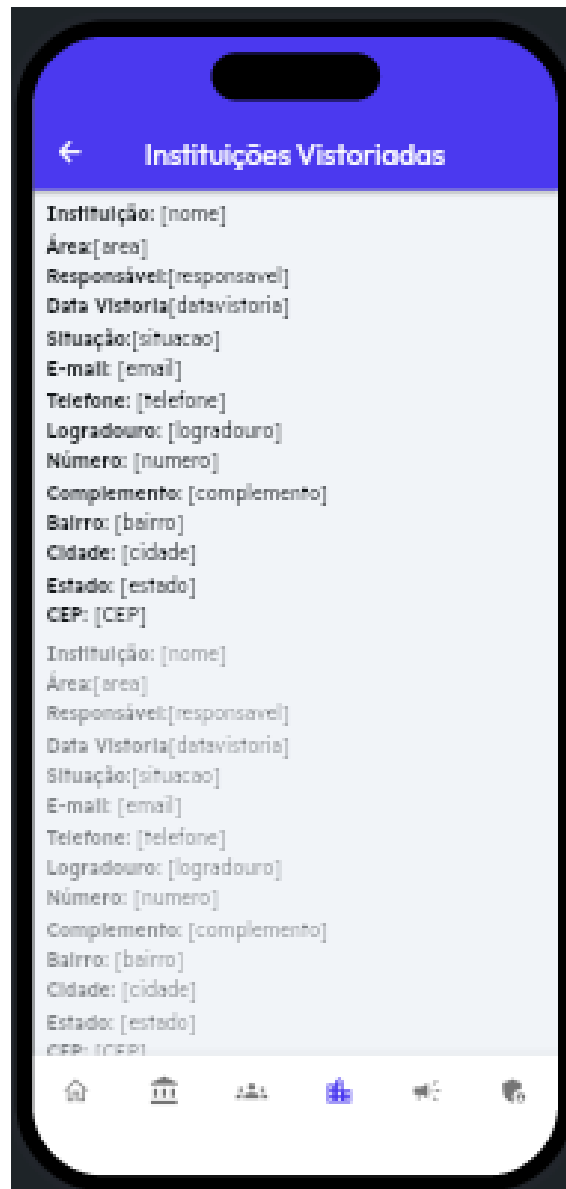 Instituições Vistoriadas
Instituição: [nome]
Área:[area]
Responsável:[responsavel]
Data Vistoria[datavistoria]
Situação:[situacao]
E-mail: [email]
Telefone: [telefone]
Logradouro: [logradouro]
Número: [numero]
Complemento: [complemento]
Bairro: [bairro]
Cidade: [cidade]
Estado: [estado]
CEP: [CEP]
Instituição: [nome]
Área:[area]
Responsável:[responsavel]
Data Vistoria[datavistoria]
Situação:[situacao]
E-mail: [email]
Telefone: [telefone]
Logradouro: [logradouro]
Número: [numero]
Complemento: [complemento]
Bairro: [bairro]
Cidade: [cidade]
Estado: [estado]
CEP: [CEP]